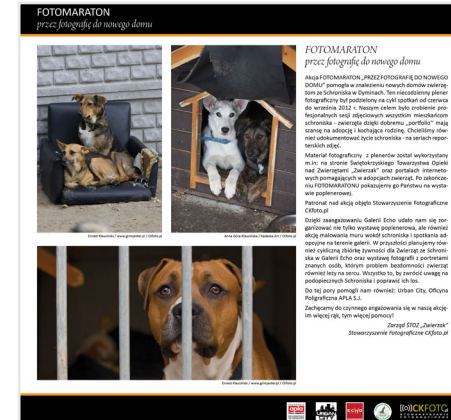 FOTOMARATON
przez fotografię do nowego domu
FOTOMARATON
przez fotografię do nowego domu
Akcja FOTOMARATON „PRZEZ FOTOGRAFIĘ DO NOWEGO
DOMU" pomogła w znalezieniu nowych domów zwierzę-
tom ze Schroniska w Dyminach. Ten niecodzienny plener
fotograficzny był podzielony na cykl spotkań od czerwca
do września 2012 r. Naszym celem było zrobienie pro-
fesjonalnych sesji zdjęciowych wszystkim mieszkańcom
schroniska - zwierzęta dzięki dobremu „portfolio" mają
szansę na adopcję i kochającą rodzinę. Chcieliśmy rów-
nież udokumentować życie schroniska - na seriach repor-
terskich zdjęć.
Materiał fotograficzny z plenerów został wykorzystany
m.in: na stronie Świętokrzyskiego Towarzystwa Opieki
nad Zwierzętami „Zwierzak" oraz portalach interneto-
wych pomagających w adopcjach zwierząt. Po zakończe-
niu FOTOMARATONU pokazujemy go Państwu na wysta-
wie poplenerowej.
Patronat nad akcją objęło Stowarzyszenie Fotograficzne
CKfoto.pl
Dzięki zaangażowaniu Galerii Echo udało nam się zor-
ganizować nie tylko wystawę poplenerową, ale również
akcję malowania muru wokół schroniska i spotkania ad-
opcyjne na terenie galerii. W przyszłości planujemy rów-
nież cykliczną zbiórkę żywności dla Zwierząt ze Schroni-
ska w Galerii Echo oraz wystawę fotografii z portretami
znanych osób, którym problem bezdomności zwierząt
również leży na sercu. Wszystko to, by zwrócić uwagę na
podopiecznych Schroniska i poprawić ich los.
Do tej pory pomogli nam również: Urban City, Oficyna
Poligraficzna APLA S.J.
Zachęcamy do czynnego angażowania się w naszą akcję-
im więcej rąk, tym więcej pomocy!
Zarząd ŚTOZ „Zwierzak"
Stowarzyszenie Fotograficzne CKfoto.pl
apla
URBAN CITY
ECHO
((o))CKFOTO